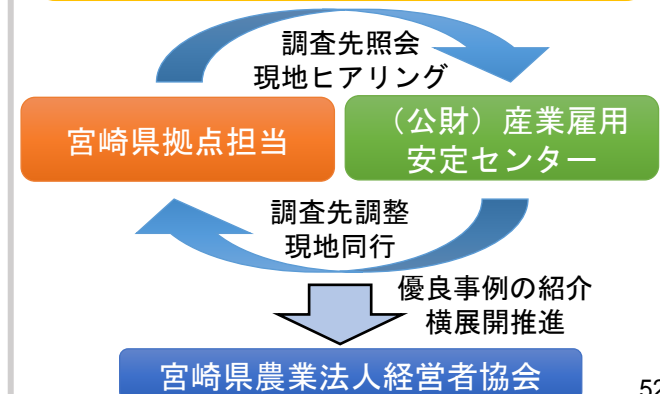 調査先照会
現地ヒアリング
宮崎県拠点担当
（公財）産業雇用
安定センター
調査先調整
現地同行
優良事例の紹介
横展開推進
宮崎県農業法人経営者協会
52